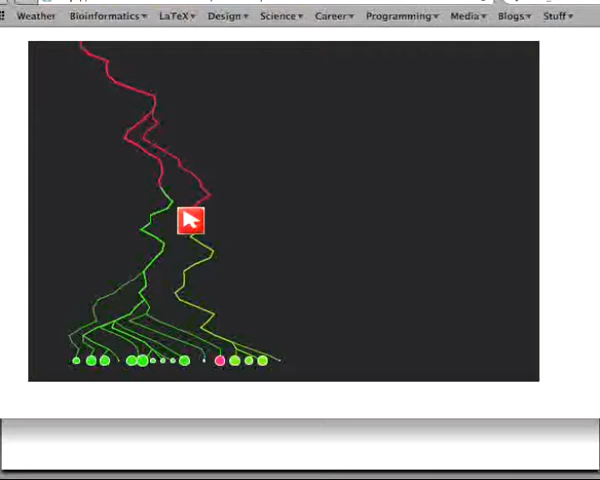 Weather Bioinformatics▾ LaTeX▾ Design▾ Science▾ Career▾ Programming▾ Media▾ Blogs▾ Stuff▾